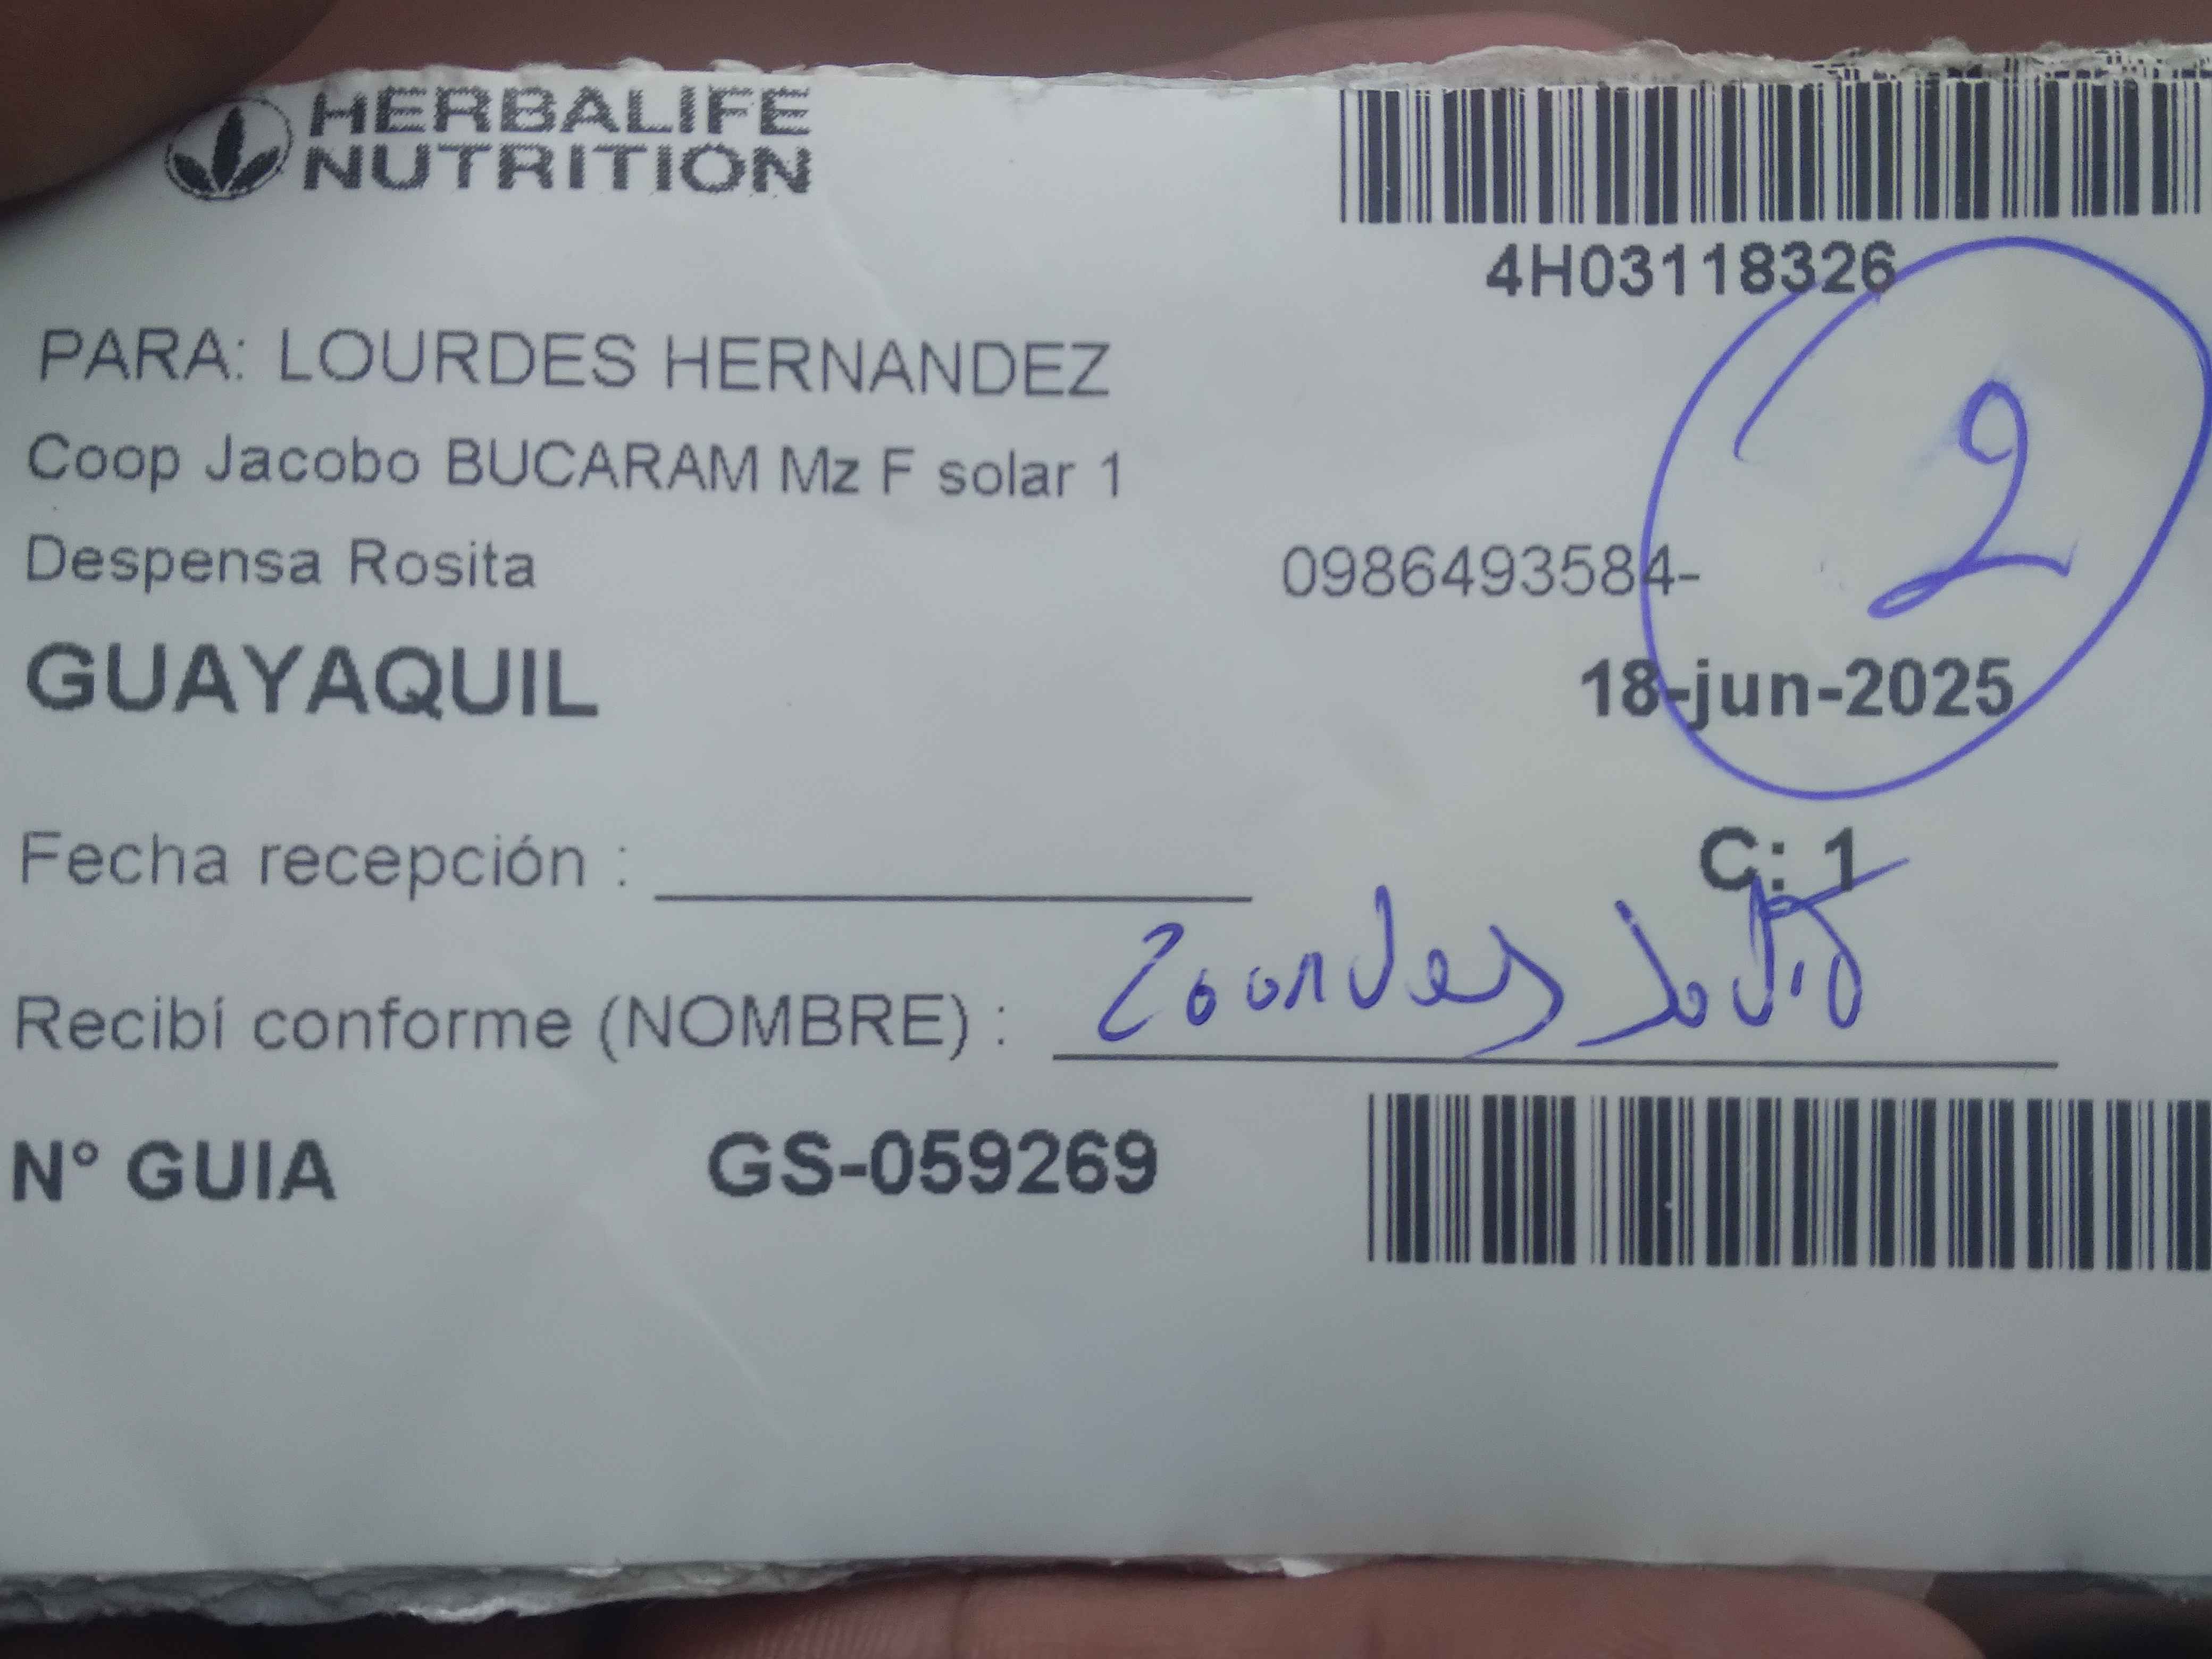 HERBALIFE
NUTRITION
4H03118326
PARA: LOURDES HERNANDEZ
Coop Jacobo BUCARAM Mz F solar 1
2
Despensa Rosita 0986493584-
GUAYAQUIL 18-jun-2025
Fecha recepción : C: 1
Recibí conforme (NOMBRE) :
N° GUIA GS-059269